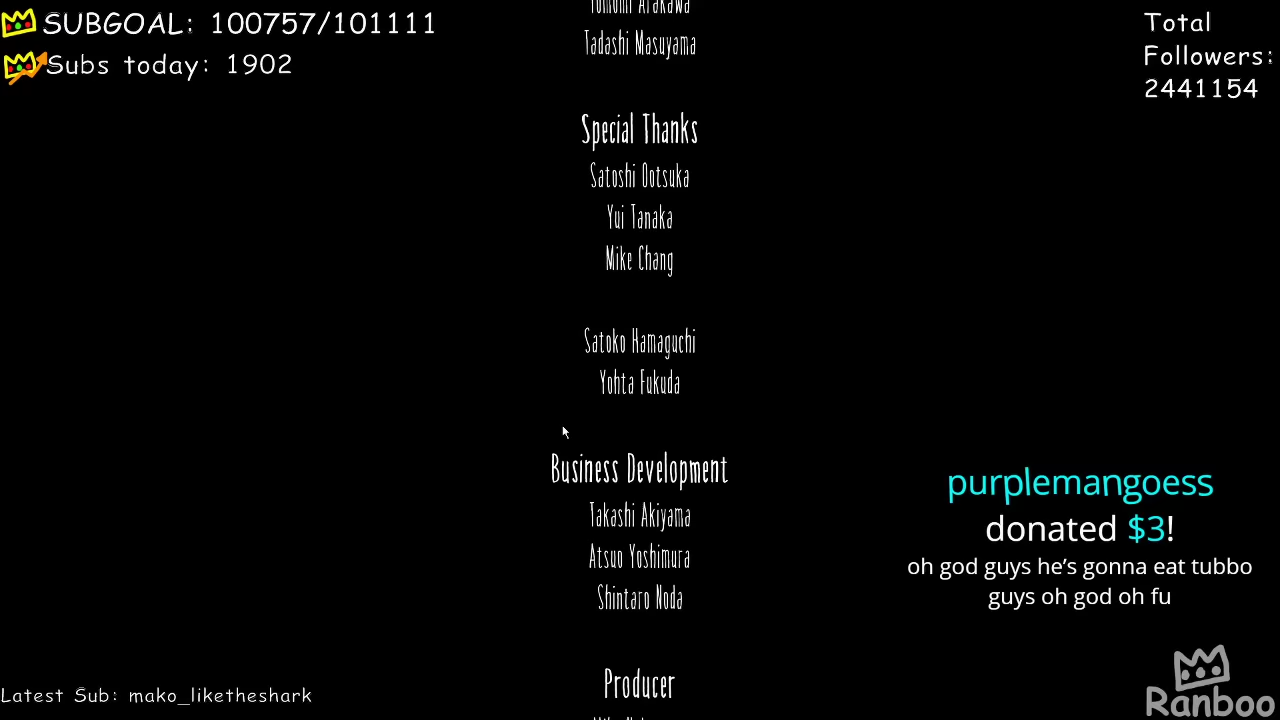 SUBGOAL: 100757/101111
Subs today: 1902
Total
Followers:
2441154
Tadashi Masuyama
Special Thanks
Satoshi Ootsuka
Yui Tanaka
Mike Chang
Satoko Hamaguchi
Yohta Fukuda
Business Development
Takashi Akiyama
Atsuo Yoshimura
Shintaro Noda
Producer
purplemangoess
donated $3!
oh god guys he's gonna eat tubbo
guys oh god oh fu
Latest Sub: mako_liketheshark
Ranboo